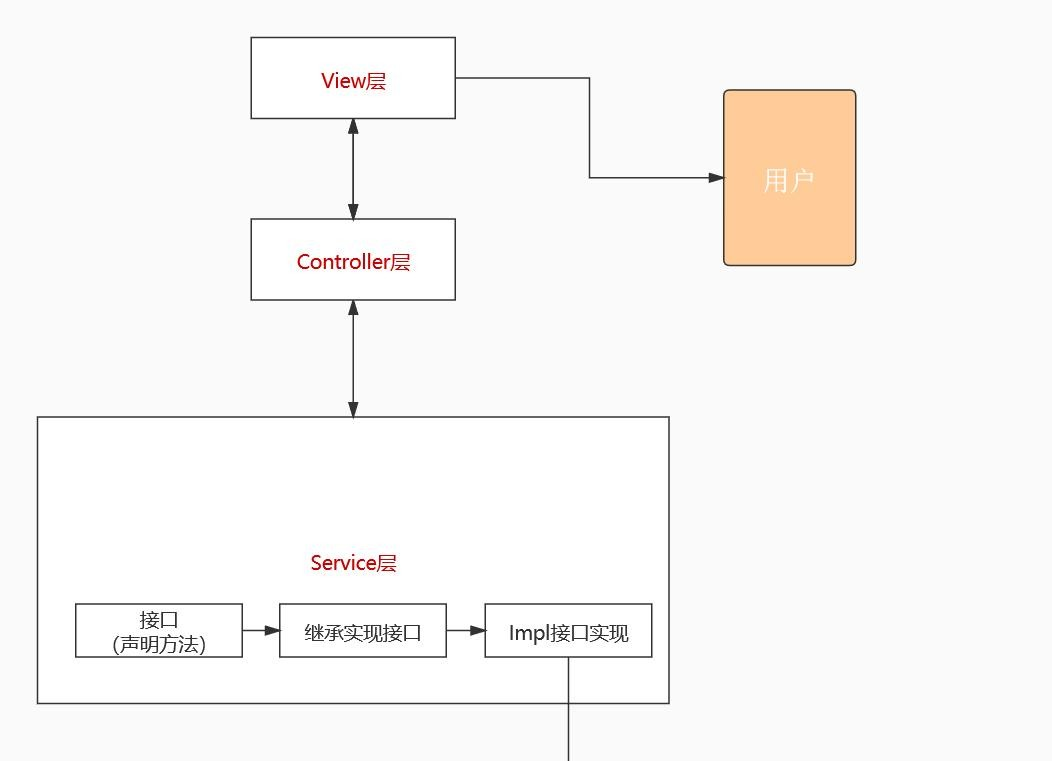 View层
用户
Controller层
Service层
接口
(声明方法)
继承实现接口
Impl接口实现